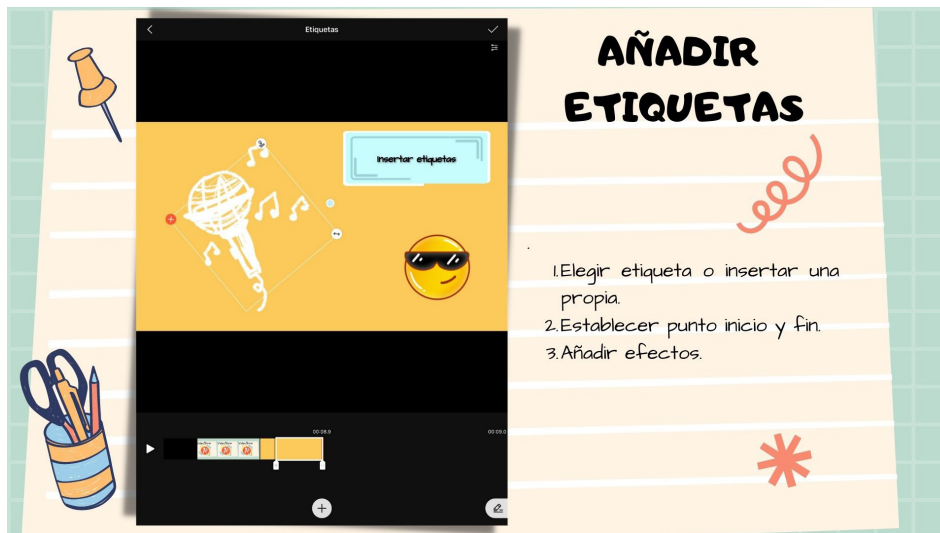 Etiquetas
Insertar etiquetas
00:08.9
00:09.0
AÑADIR
ETIQUETAS
.
1.Elegir etiqueta o insertar una
propia.
2.Establecer punto inicio y fin.
3.Añadir efectos.